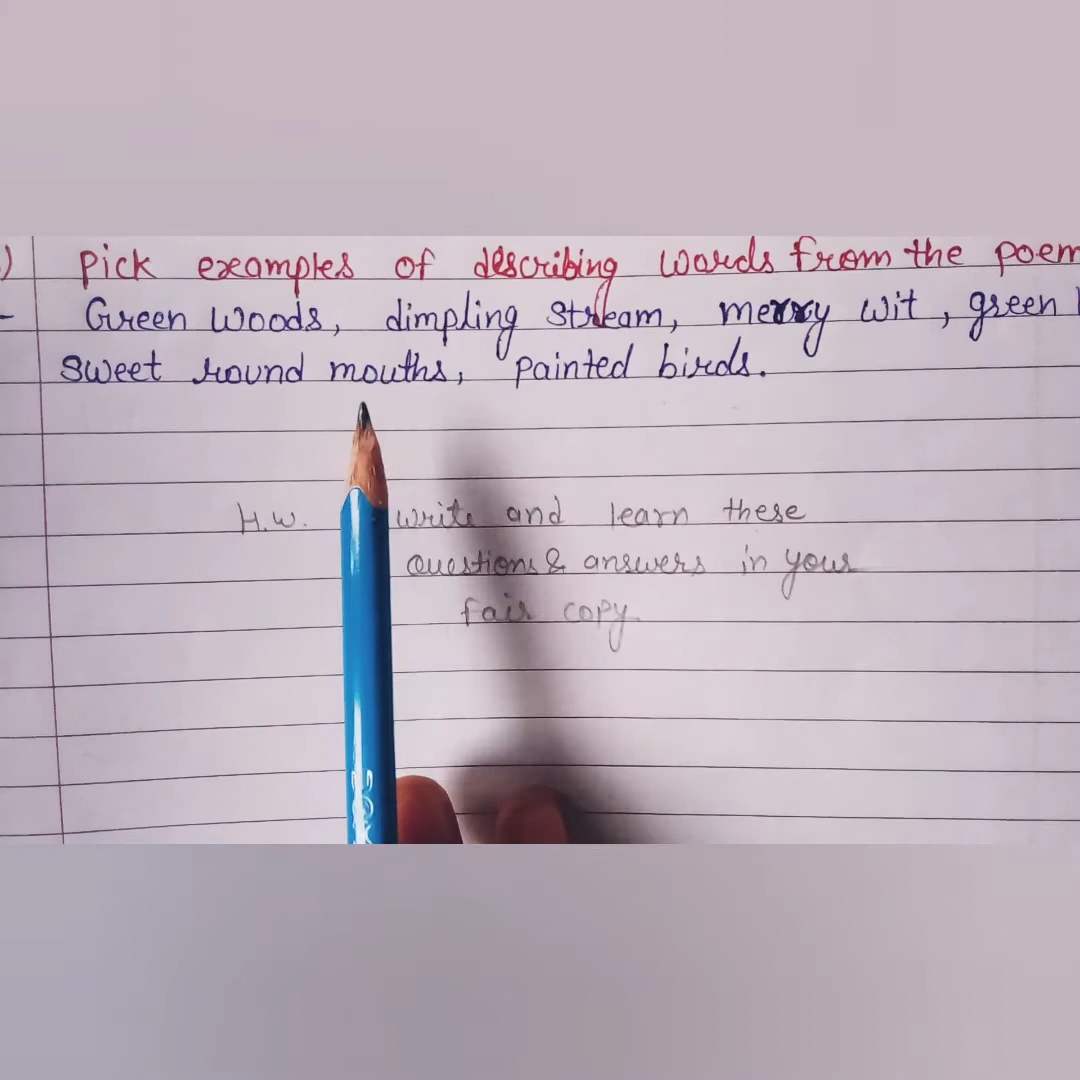 ) Pick examples of describing words from the poem
- Green woods, dimpling stream, merry wit, green
sweet round mouths, painted birds.
H.W. write and learn these
questions & answers in your
fair copy.